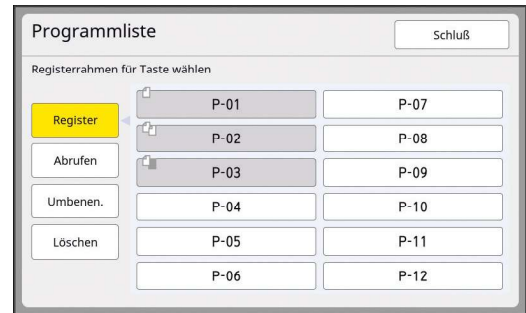 Programmliste
Schluß
Registerrahmen für Taste wählen
Register
Abrufen
Umbenen.
Löschen
P-01
P-02
P-03
P-04
P-05
P-06
P-07
P-08
P-09
P-10
P-11
P-12